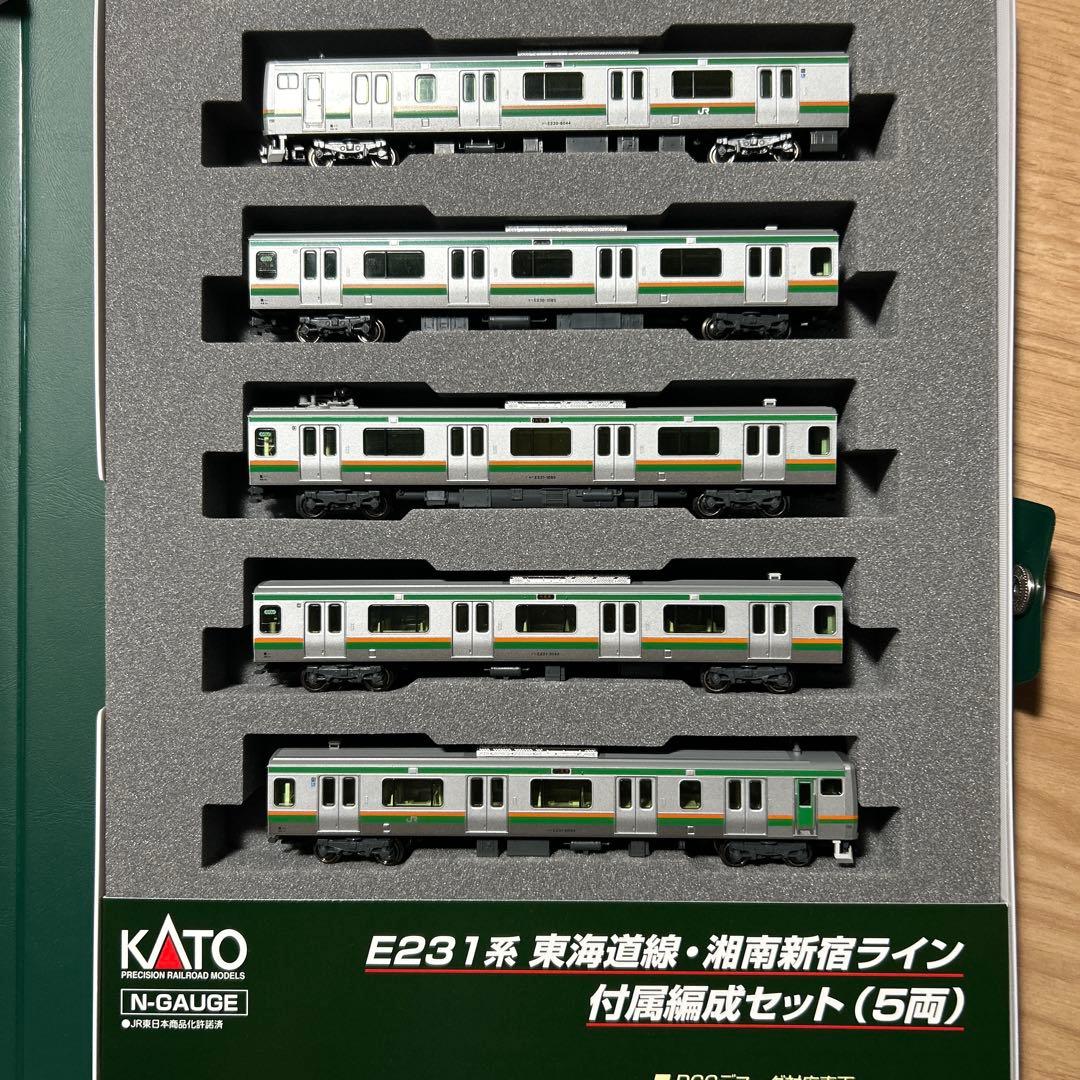 JR
JR
KATO
PRECISION RAILROAD MODELS
N-GAUGE
●JR東日本商品化許諾済
E231系 東海道線・湘南新宿ライン
付属編成セット(5両)